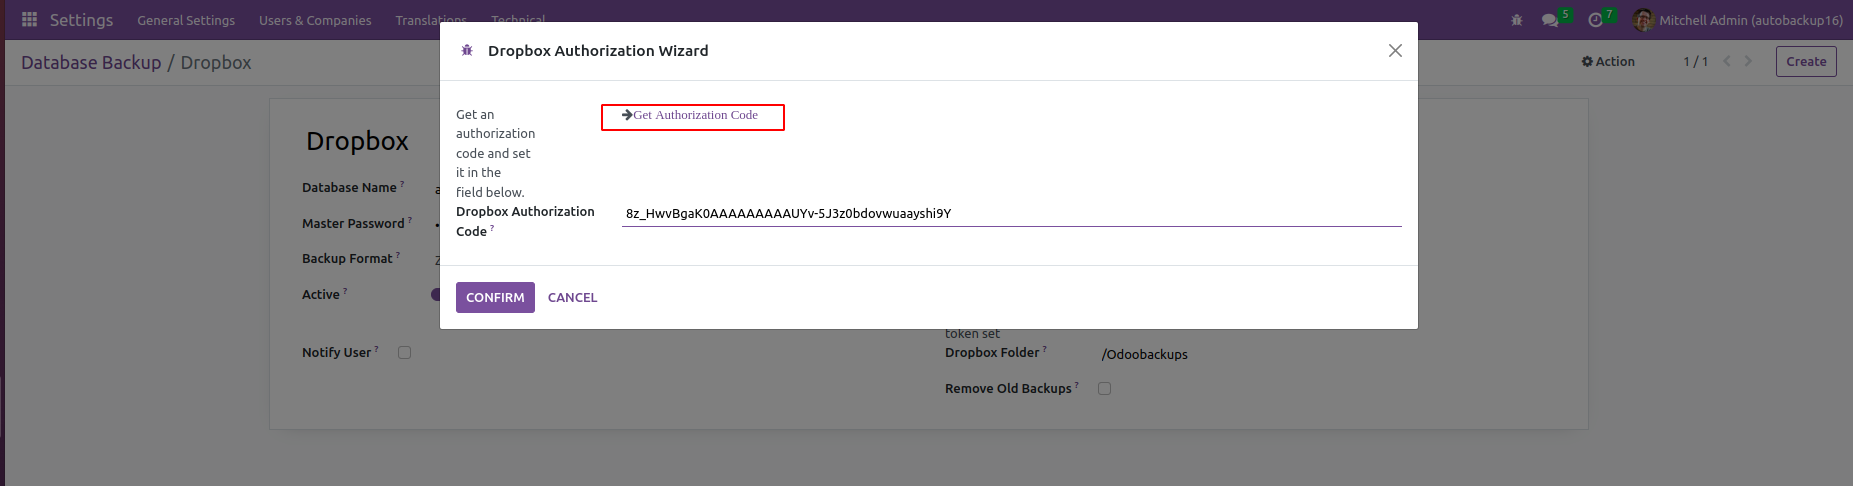 Settings General Settings Users & Companies Translations Technical 5 7 Mitchell Admin (autobackup16)
Database Backup / Dropbox Action 1 / 1 Create
Dropbox Authorization Wizard
Get an
authorization
code and set
it in the
field below.
Get Authorization Code
Dropbox Authorization
Code ?
8z_HwvBgaK0AAAAAAAAAUYv-5J3z0bdovwuaayshi9Y
CONFIRM CANCEL
Dropbox
Database Name ?
Master Password ?
Backup Format ?
Active ?
Notify User ?
token set
Dropbox Folder ? /Odoobackups
Remove Old Backups ?